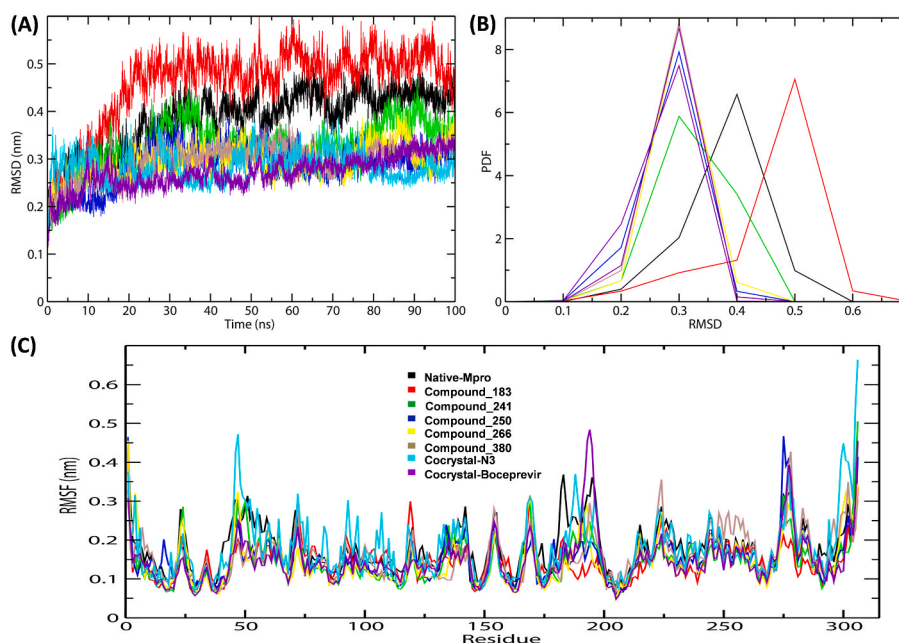 (A)
0.5
0.4
0.3
0.2
0.1
0
RMSD (nm)
0 10 20 30 40 50 60 70 80 90 100
Time (ns)
(B)
8
6
4
2
0
PDF
0.1 0.2 0.3 0.4 0.5 0.6
RMSD
(C)
0.6
0.5
0.4
0.3
0.2
0.1
0
RMSF (nm)
Native-Mpro
Compound_183
Compound_241
Compound_250
Compound_266
Compound_380
Cocrystal-N3
Cocrystal-Boceprevir
0 50 100 150 200 250 300
Residue